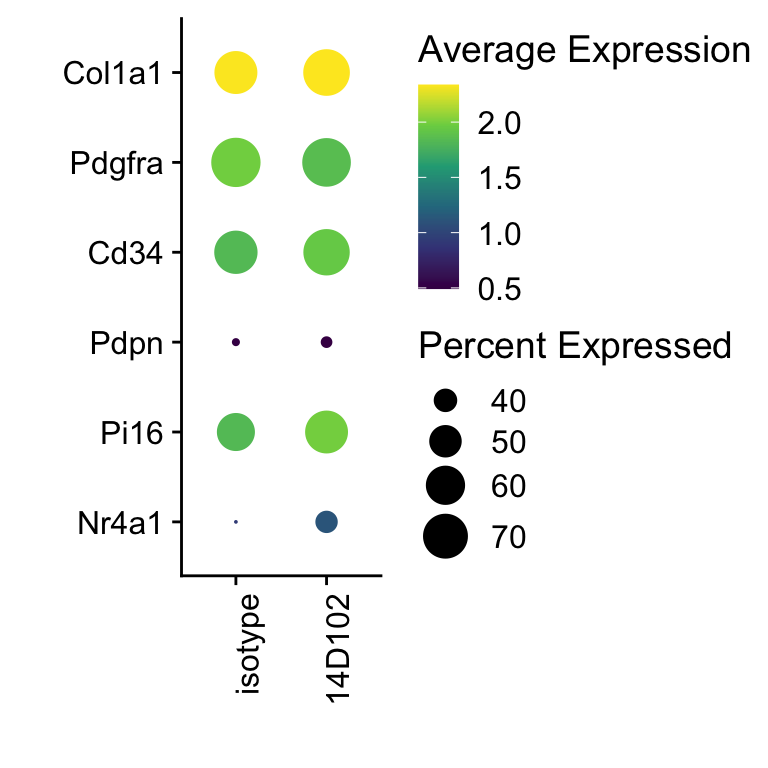 Col1a1
Pdgfra
Cd34
Pdpn
Pi16
Nr4a1
isotype
14D102
Average Expression
2.0
1.5
1.0
0.5
Percent Expressed
40
50
60
70